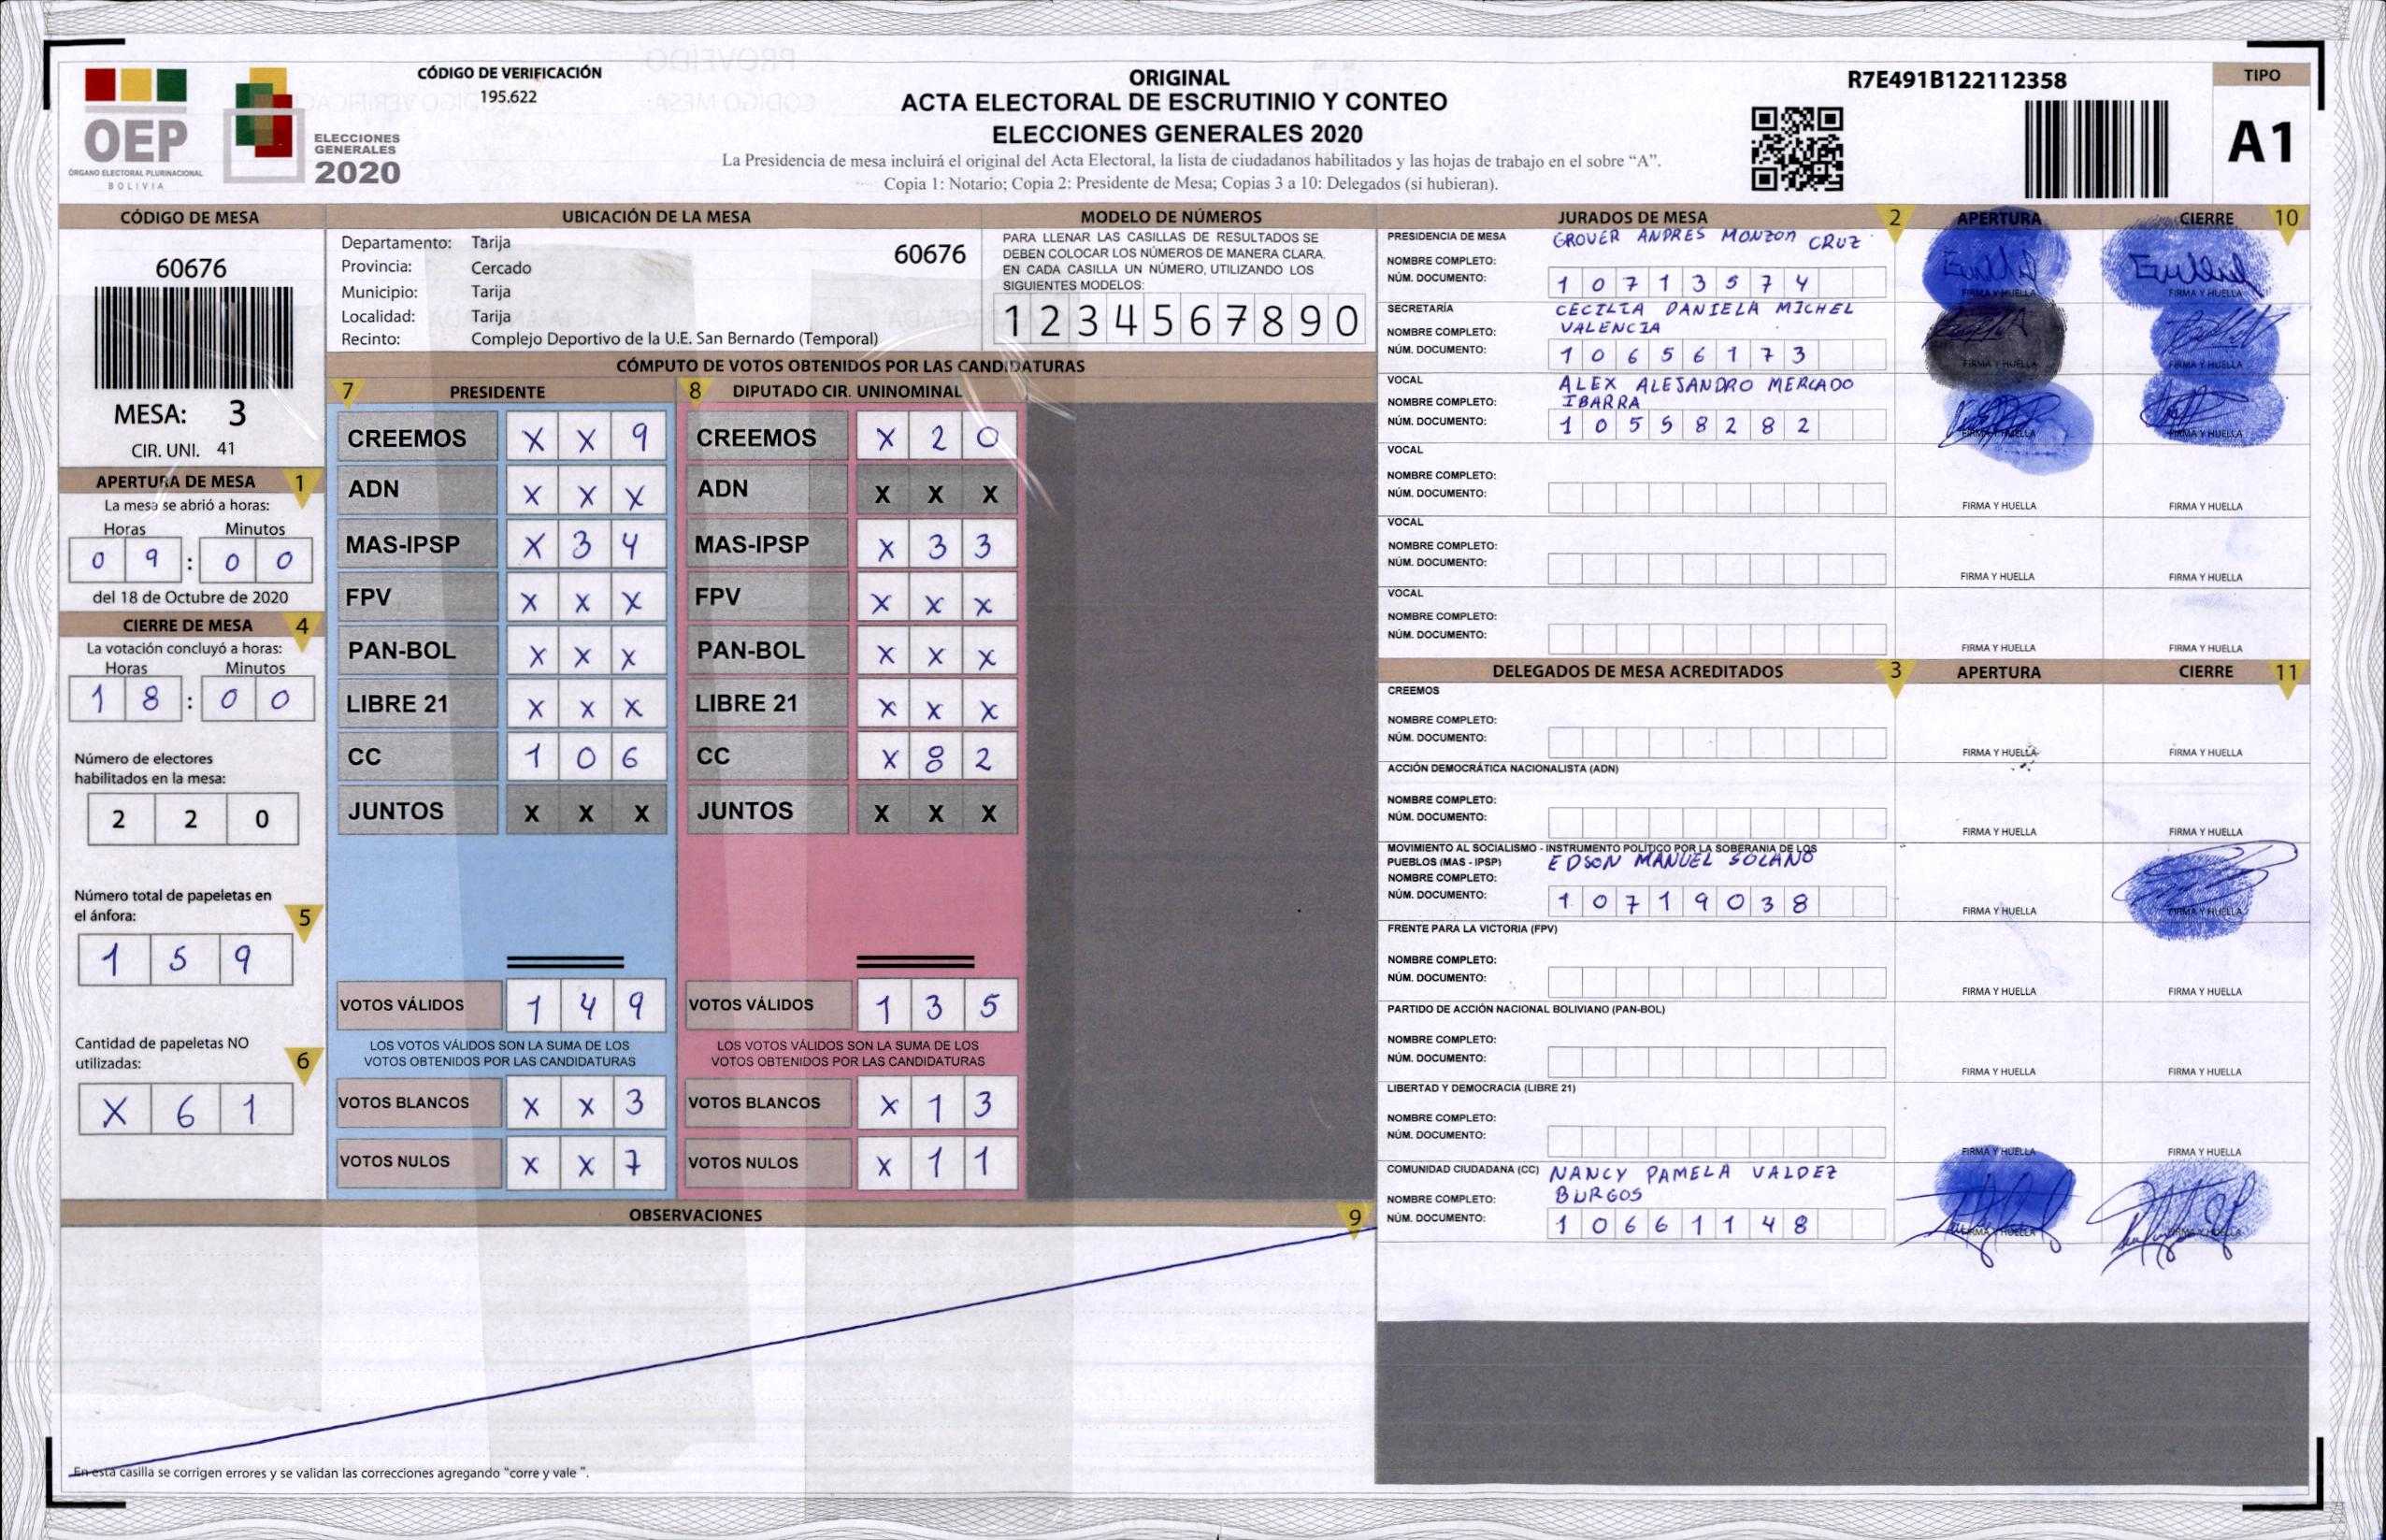 CÓDIGO DE VERIFICACIÓN
195.622
OEP
ÓRGANO ELECTORAL PLURINACIONAL
BOLIVIA
ELECCIONES
GENERALES
2020
ORIGINAL
ACTA ELECTORAL DE ESCRUTINIO Y CONTEO
ELECCIONES GENERALES 2020
La Presidencia de mesa incluirá el original del Acta Electoral, la lista de ciudadanos habilitados y las hojas de trabajo en el sobre “A”.
Copia 1: Notario; Copia 2: Presidente de Mesa; Copias 3 a 10: Delegados (si hubieran).
R7E491B122112358
TIPO
A1
CÓDIGO DE MESA
60676
MESA: 3
CIR. UNI. 41
APERTURA DE MESA 1
La mesa se abrió a horas:
Horas Minutos
0 9 : 0 0
del 18 de Octubre de 2020
CIERRE DE MESA 4
La votación concluyó a horas:
Horas Minutos
1 8 : 0 0
Número de electores
habilitados en la mesa:
2 2 0
Número total de papeletas en
el ánfora: 5
1 5 9
Cantidad de papeletas NO
utilizadas: 6
X 6 1
UBICACIÓN DE LA MESA
Departamento: Tarija
60676
Provincia: Cercado
Municipio: Tarija
Localidad: Tarija
Recinto: Complejo Deportivo de la U.E. San Bernardo (Temporal)
MODELO DE NÚMEROS
PARA LLENAR LAS CASILLAS DE RESULTADOS SE
DEBEN COLOCAR LOS NÚMEROS DE MANERA CLARA.
EN CADA CASILLA UN NÚMERO, UTILIZANDO LOS
SIGUIENTES MODELOS:
1 2 3 4 5 6 7 8 9 0
CÓMPUTO DE VOTOS OBTENIDOS POR LAS CANDIDATURAS
7 PRESIDENTE 8 DIPUTADO CIR. UNINOMINAL
CREEMOS X X 9 CREEMOS X 2 0
ADN X X X ADN X X X
MAS-IPSP X 3 4 MAS-IPSP X 3 3
FPV X X X FPV X X X
PAN-BOL X X X PAN-BOL X X X
LIBRE 21 X X X LIBRE 21 X X X
CC 1 0 6 CC X 8 2
JUNTOS X X X JUNTOS X X X
VOTOS VÁLIDOS 1 4 9 VOTOS VÁLIDOS 1 3 5
LOS VOTOS VÁLIDOS SON LA SUMA DE LOS LOS VOTOS VÁLIDOS SON LA SUMA DE LOS
VOTOS OBTENIDOS POR LAS CANDIDATURAS VOTOS OBTENIDOS POR LAS CANDIDATURAS
VOTOS BLANCOS X X 3 VOTOS BLANCOS X 1 3
VOTOS NULOS X X 7 VOTOS NULOS X 1 1
OBSERVACIONES 9
En esta casilla se corrigen errores y se validan las correcciones agregando "corre y vale ".
JURADOS DE MESA 2 APERTURA CIERRE 10
PRESIDENCIA DE MESA GROVER ANDRES MONZON CRUZ
NOMBRE COMPLETO:
NÚM. DOCUMENTO: 1 0 7 1 3 5 7 4
FIRMA Y HUELLA FIRMA Y HUELLA
SECRETARÍA CECILIA DANIELA MICHEL
NOMBRE COMPLETO: VALENCIA
NÚM. DOCUMENTO: 1 0 6 5 6 1 7 3
FIRMA Y HUELLA FIRMA Y HUELLA
VOCAL ALEX ALESANDRO MERCADO
NOMBRE COMPLETO: IBARRA
NÚM. DOCUMENTO: 1 0 5 5 8 2 8 2
FIRMA Y HUELLA FIRMA Y HUELLA
VOCAL
NOMBRE COMPLETO:
NÚM. DOCUMENTO:
FIRMA Y HUELLA FIRMA Y HUELLA
VOCAL
NOMBRE COMPLETO:
NÚM. DOCUMENTO:
FIRMA Y HUELLA FIRMA Y HUELLA
VOCAL
NOMBRE COMPLETO:
NÚM. DOCUMENTO:
FIRMA Y HUELLA FIRMA Y HUELLA
DELEGADOS DE MESA ACREDITADOS 3 APERTURA CIERRE 11
CREEMOS
NOMBRE COMPLETO:
NÚM. DOCUMENTO:
FIRMA Y HUELLA FIRMA Y HUELLA
ACCIÓN DEMOCRÁTICA NACIONALISTA (ADN)
NOMBRE COMPLETO:
NÚM. DOCUMENTO:
FIRMA Y HUELLA FIRMA Y HUELLA
MOVIMIENTO AL SOCIALISMO - INSTRUMENTO POLÍTICO POR LA SOBERANIA DE LOS
PUEBLOS (MAS - IPSP) EDSON MANUEL SOLANO
NOMBRE COMPLETO:
NÚM. DOCUMENTO: 1 0 7 1 9 0 3 8
FIRMA Y HUELLA FIRMA Y HUELLA
FRENTE PARA LA VICTORIA (FPV)
NOMBRE COMPLETO:
NÚM. DOCUMENTO:
FIRMA Y HUELLA FIRMA Y HUELLA
PARTIDO DE ACCIÓN NACIONAL BOLIVIANO (PAN-BOL)
NOMBRE COMPLETO:
NÚM. DOCUMENTO:
FIRMA Y HUELLA FIRMA Y HUELLA
LIBERTAD Y DEMOCRACIA (LIBRE 21)
NOMBRE COMPLETO:
NÚM. DOCUMENTO:
FIRMA Y HUELLA FIRMA Y HUELLA
COMUNIDAD CIUDADANA (CC) NANCY PAMELA VALDEZ
NOMBRE COMPLETO: BURGOS
NÚM. DOCUMENTO: 1 0 6 6 1 1 4 8
FIRMA Y HUELLA FIRMA Y HUELLA